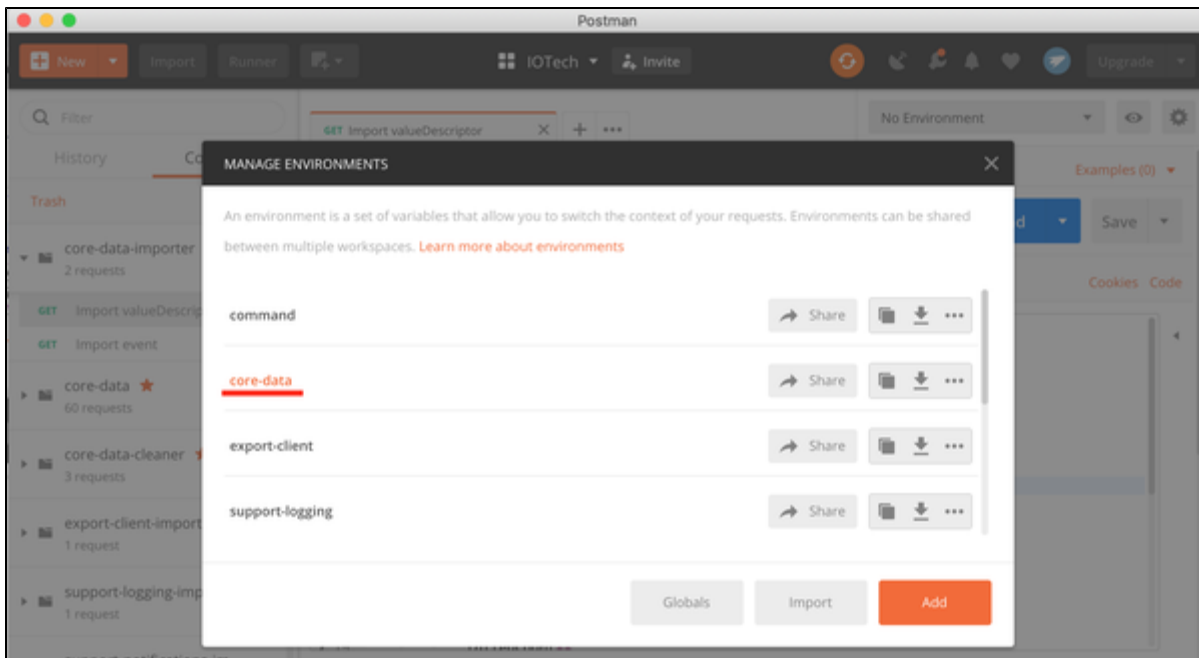 Postman
New
Import
Runner
IOTech
Invite
Upgrade
Filter
GET Import valueDescriptor
No Environment
History
Co
MANAGE ENVIRONMENTS
Examples (0)
Trash
An environment is a set of variables that allow you to switch the context of your requests. Environments can be shared
between multiple workspaces. Learn more about environments
d
Save
core-data-importer
2 requests
Cookies Code
GET Import valueDescrip
command
Share
GET Import event
core-data
60 requests
core-data
Share
core-data-cleaner
3 requests
export-client
Share
export-client-import
1 request
support-logging
Share
support-logging-imp
1 request
Globals
Import
Add